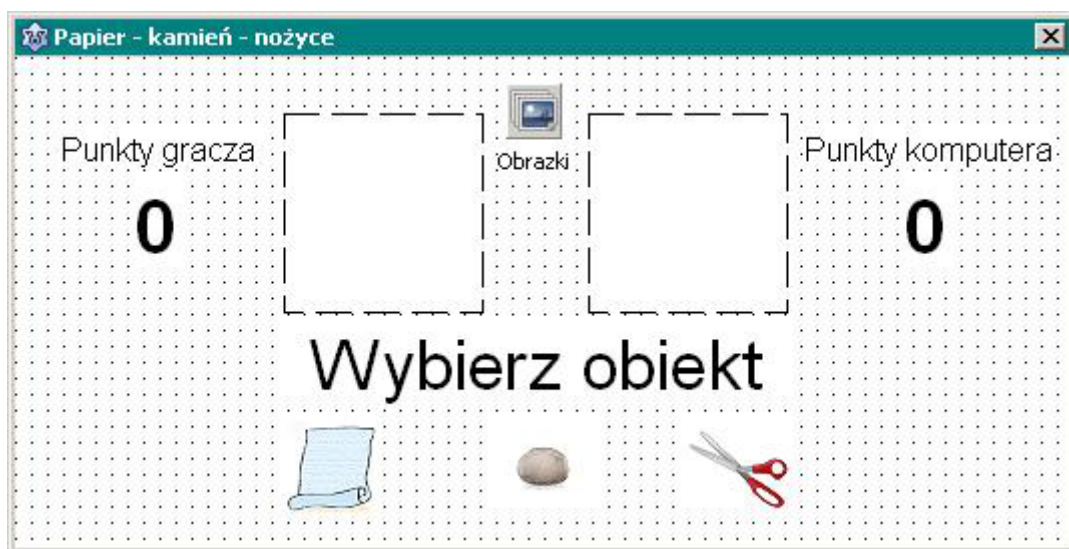 Papier - kamień - nożyce
Obrazki
Punkty gracza
Punkty komputera
0
0
Wybierz obiekt